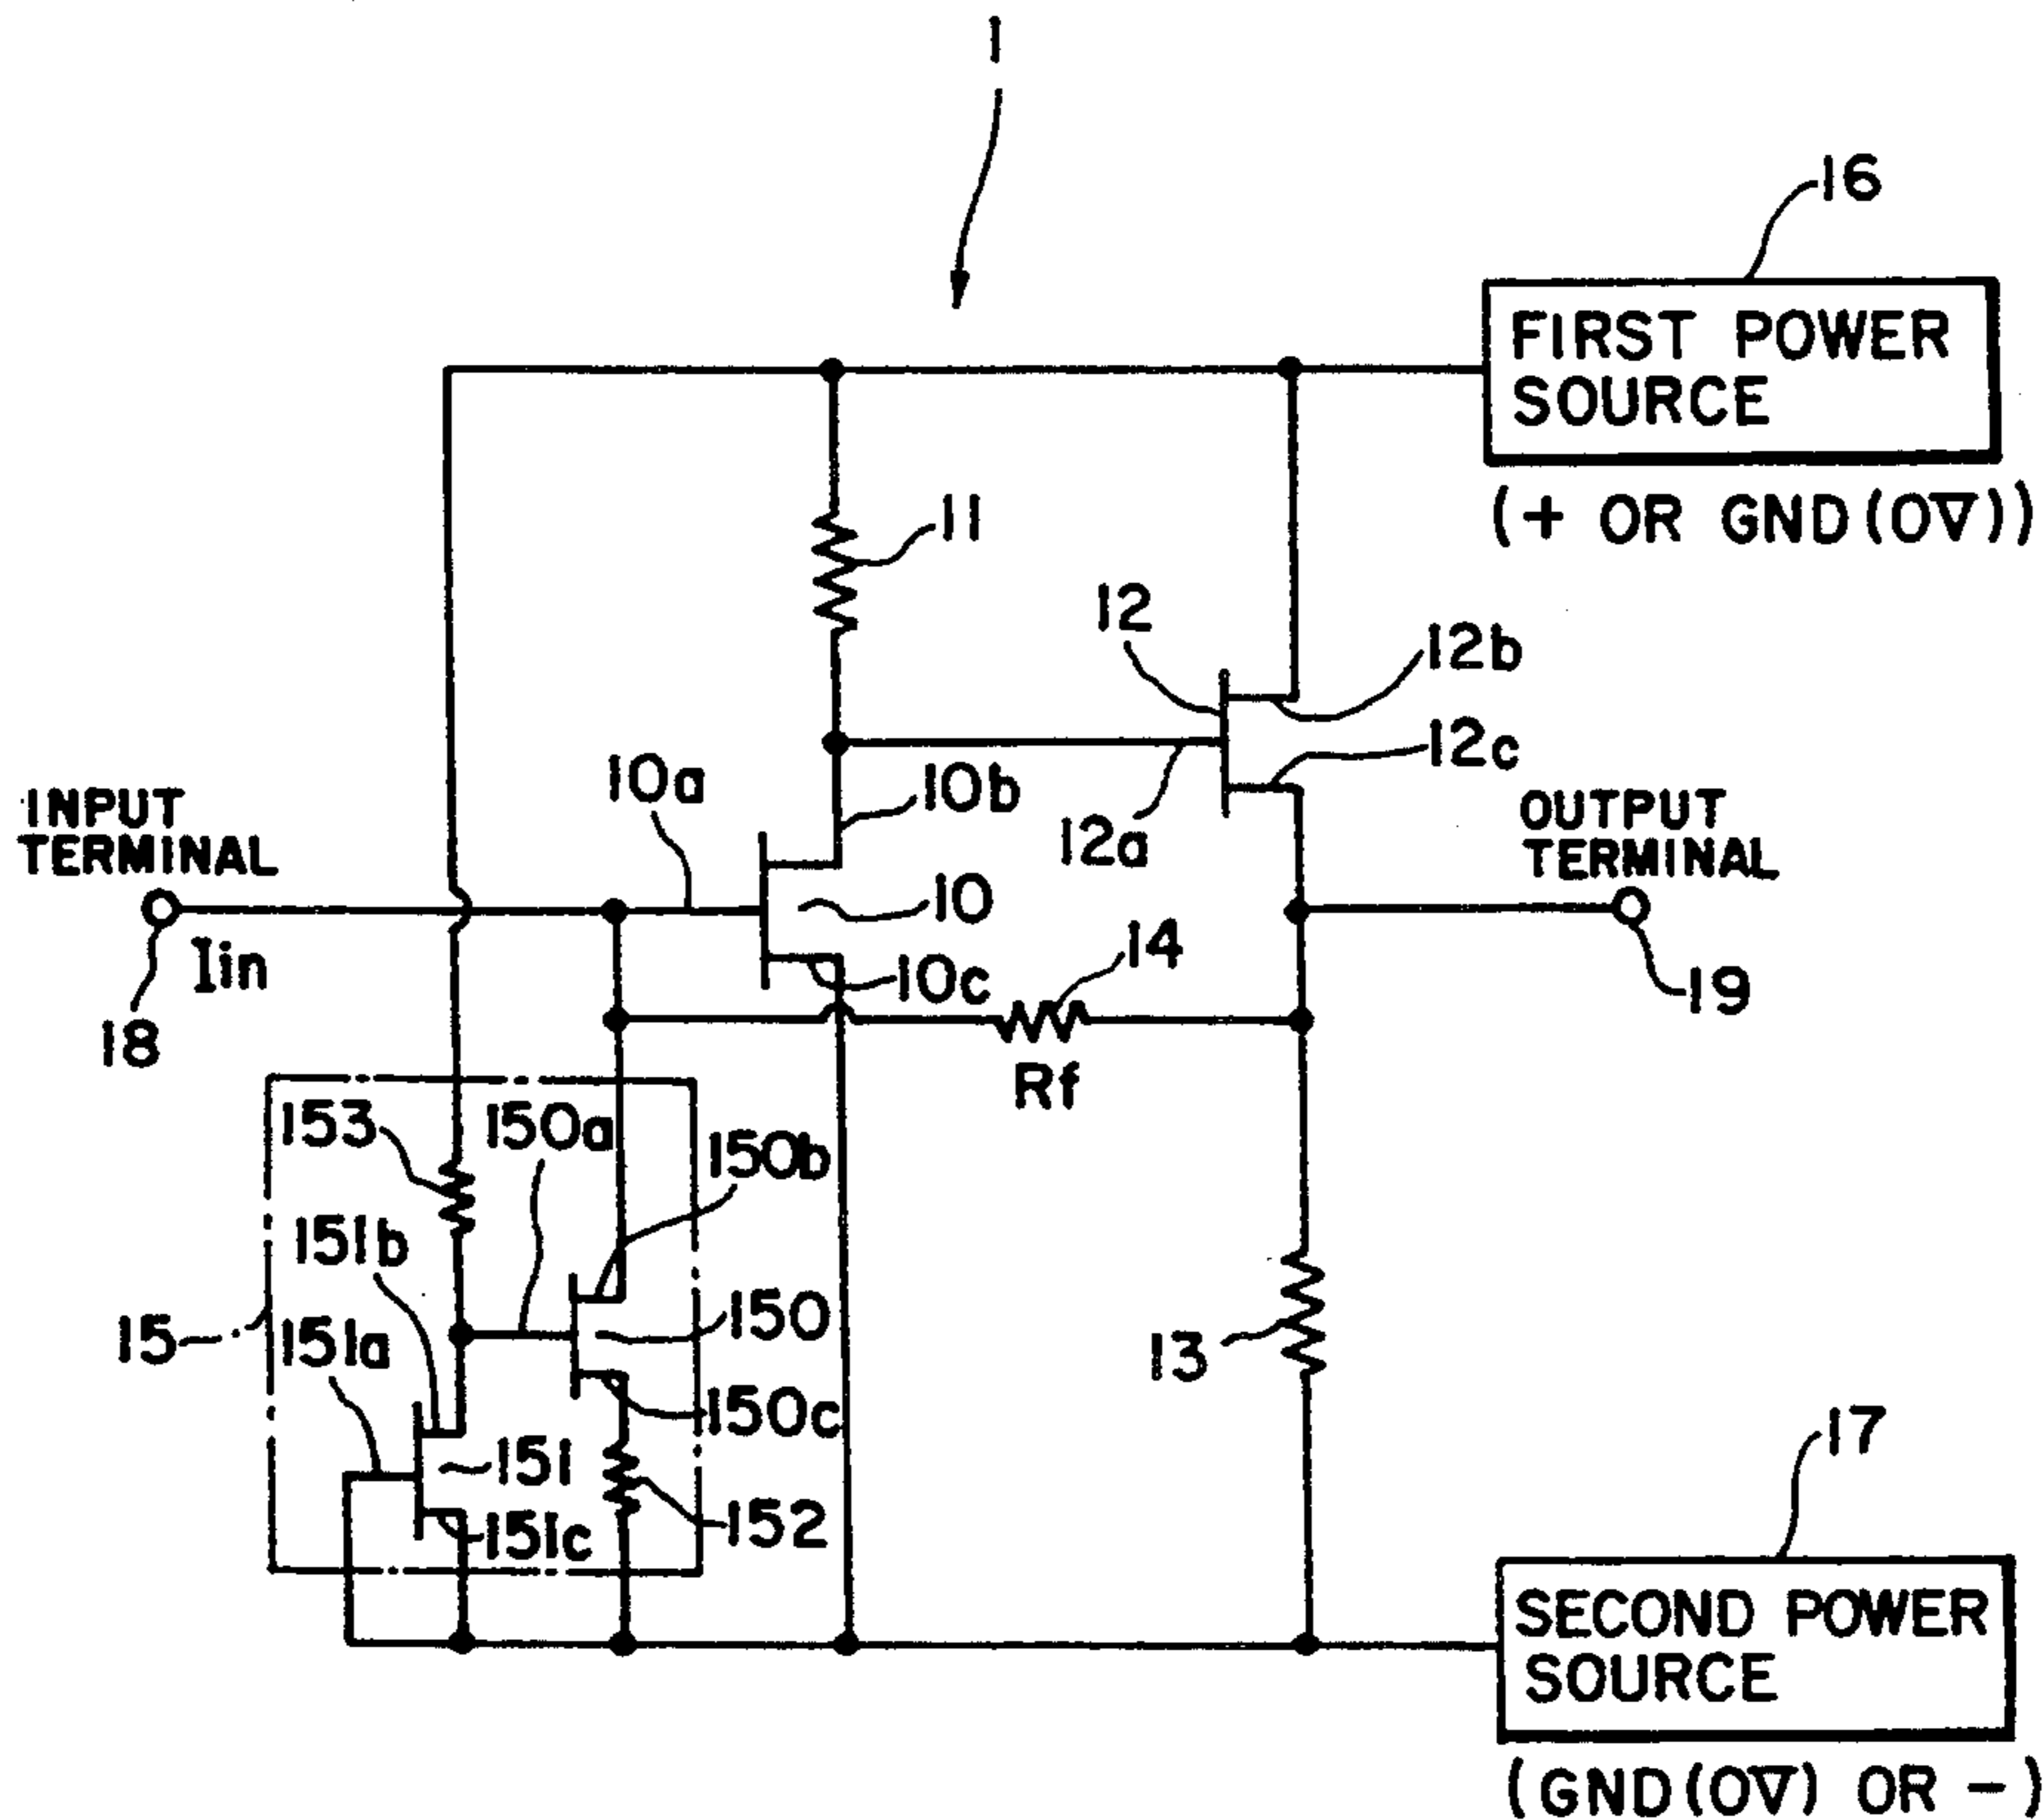 1
16
FIRST POWER
SOURCE
(+ OR GND(0V))
11
12
12b
12c
10a
10b
12a
INPUT
TERMINAL
OUTPUT
TERMINAL
10
10c
14
Iin
18
19
Rf
153
150a
150b
151b
15
151a
150
13
150c
151
17
152
151c
SECOND POWER
SOURCE
(GND(0V) OR -)